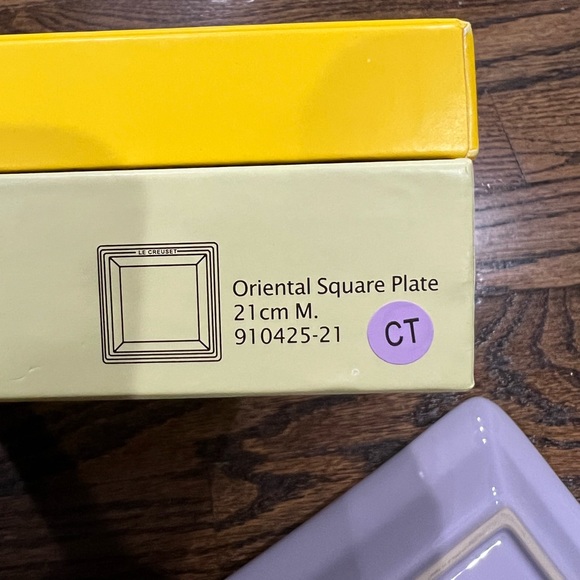 LE CREUSET
Oriental Square Plate
21cm M.
910425-21
CT